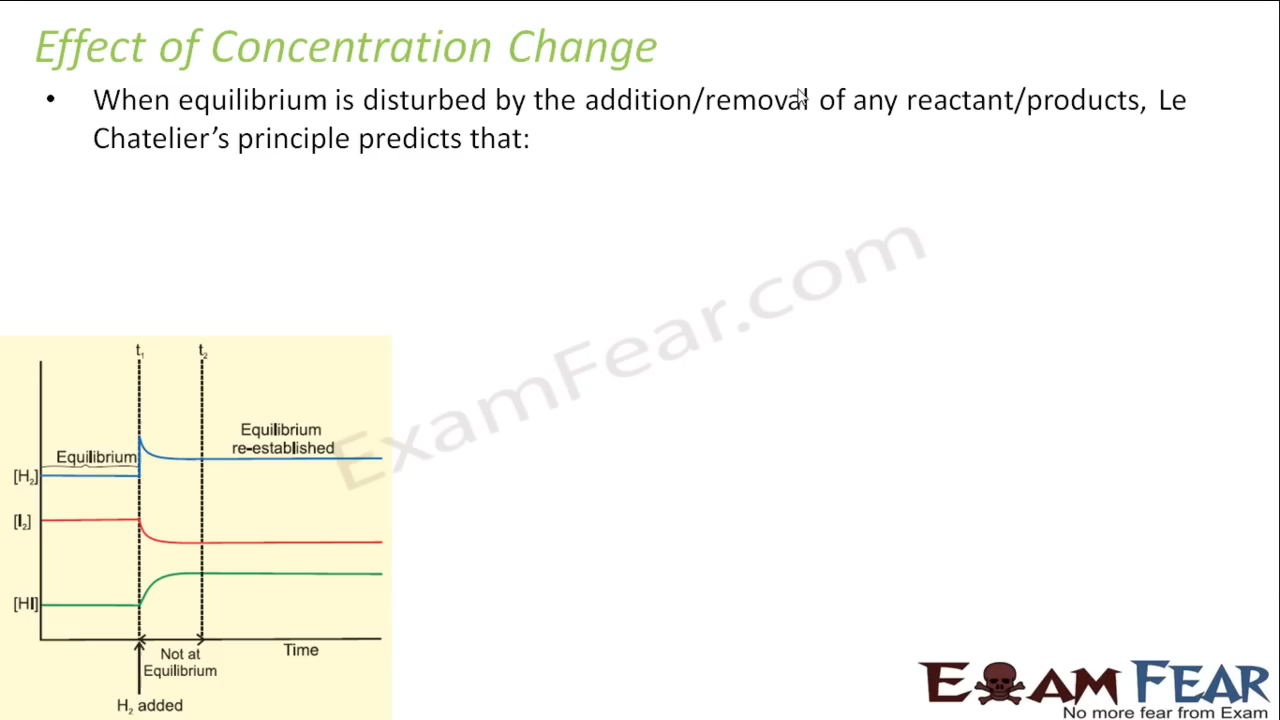 Effect of Concentration Change
• When equilibrium is disturbed by the addition/removal of any reactant/products, Le
Chatelier’s principle predicts that:
ExamFear.com
t₁ t₂
Equilibrium
re-established
Equilibrium
[H₂]
[I₂]
[HI]
Not at
Equilibrium
Time
H₂ added
EXAM FEAR
No more fear from Exam